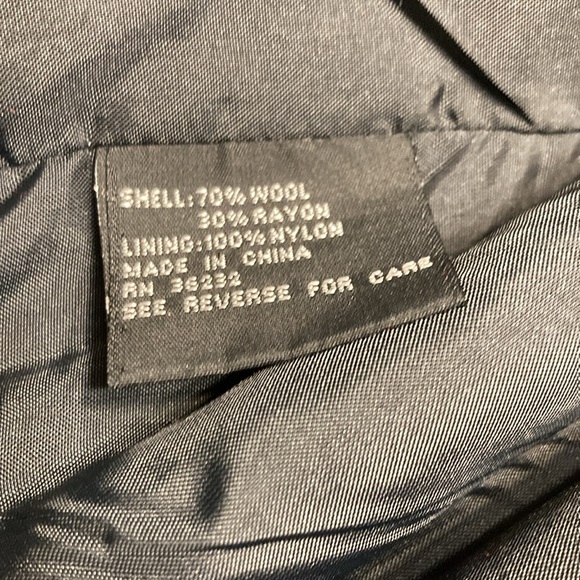 SHELL:70% WOOL
30% RAYON
LINING:100% NYLON
MADE IN CHINA
RN 36232
SEE REVERSE FOR CARE